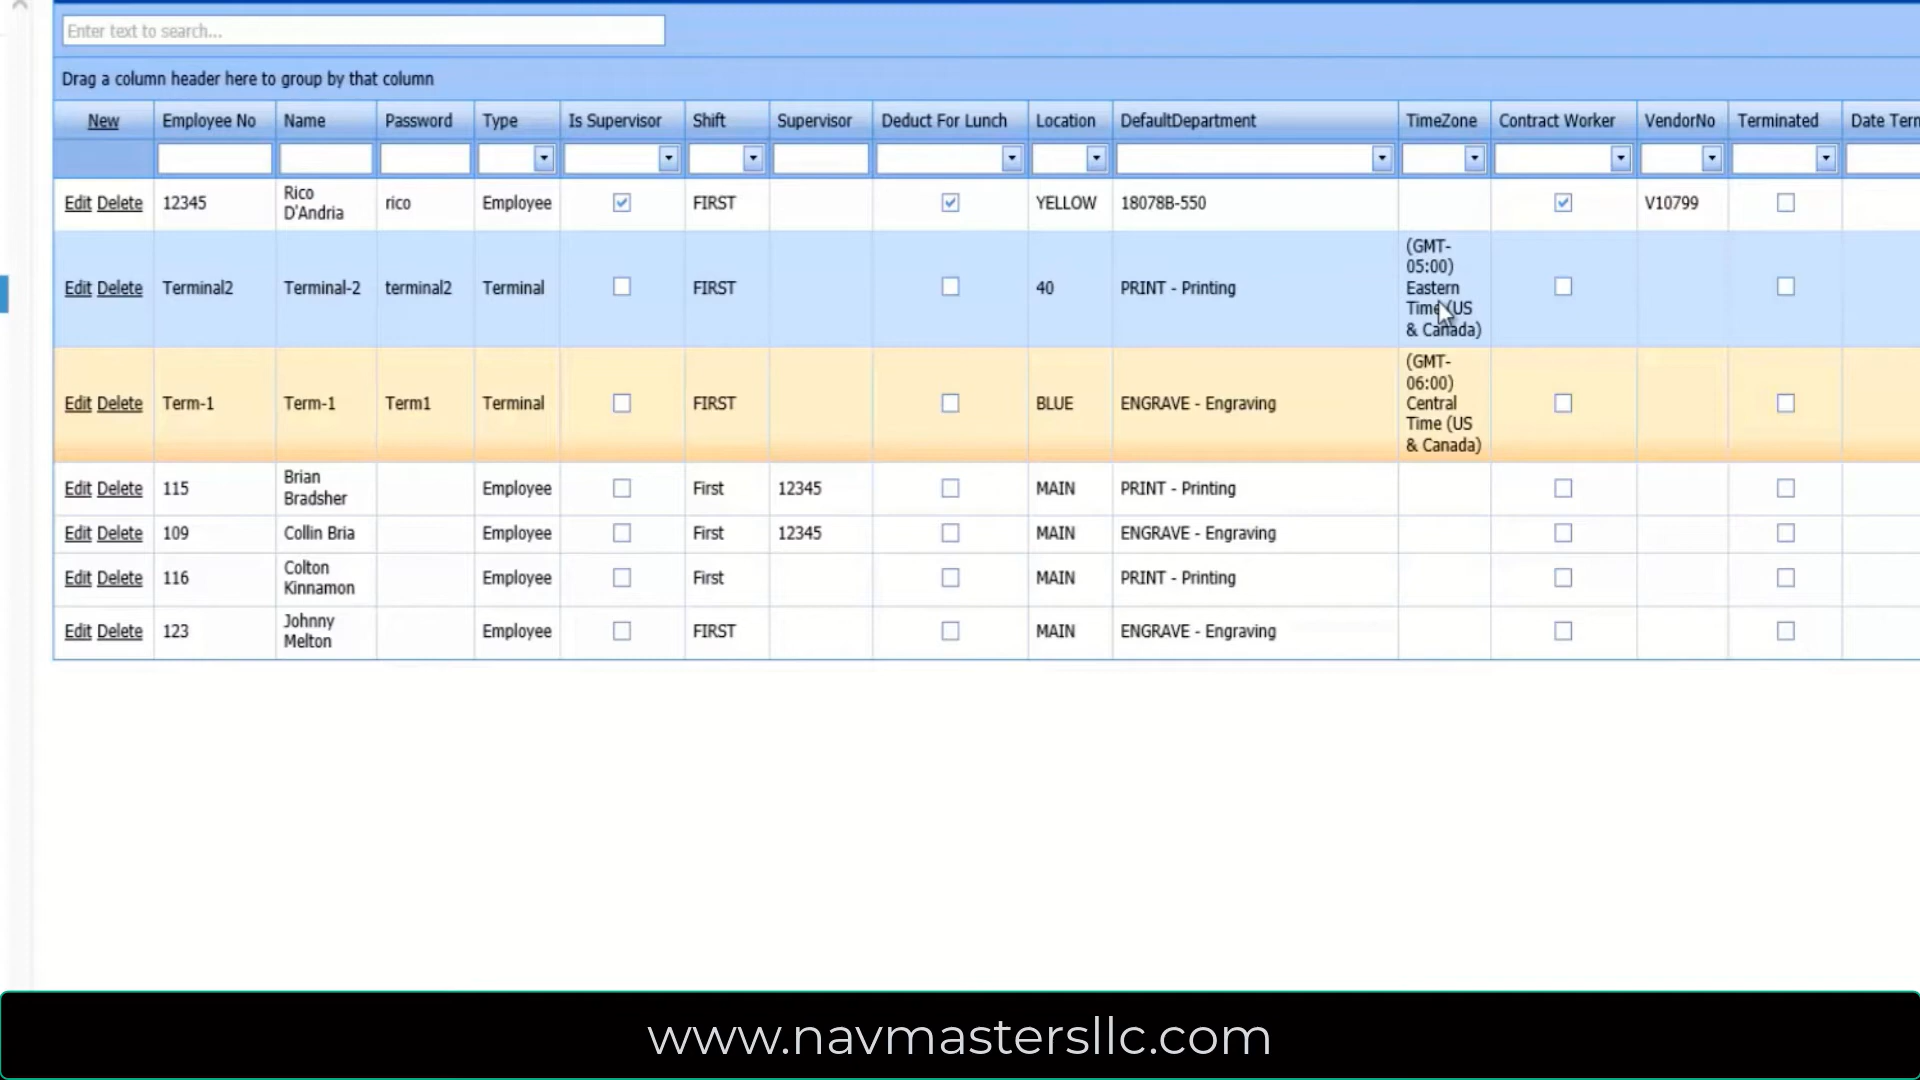 Enter text to search...
Drag a column header here to group by that column
New Employee No Name Password Type Is Supervisor Shift Supervisor Deduct For Lunch Location DefaultDepartment TimeZone Contract Worker VendorNo Terminated Date Term
Edit Delete 12345 Rico D'Andria rico Employee FIRST YELLOW 18078B-550 V10799
Edit Delete Terminal2 Terminal-2 terminal2 Terminal FIRST 40 PRINT - Printing (GMT-05:00) Eastern Time (US & Canada)
Edit Delete Term-1 Term-1 Term1 Terminal FIRST BLUE ENGRAVE - Engraving (GMT-06:00) Central Time (US & Canada)
Edit Delete 115 Brian Bradsher Employee First 12345 MAIN PRINT - Printing
Edit Delete 109 Collin Bria Employee First 12345 MAIN ENGRAVE - Engraving
Edit Delete 116 Colton Kinnamon Employee First MAIN PRINT - Printing
Edit Delete 123 Johnny Melton Employee FIRST MAIN ENGRAVE - Engraving
www.navmastersllc.com